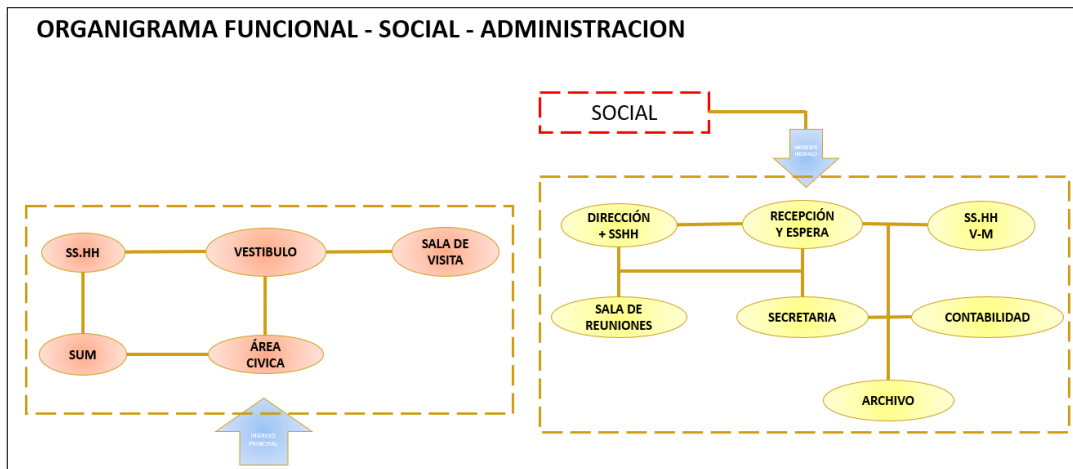 ORGANIGRAMA FUNCIONAL - SOCIAL - ADMINISTRACION
SOCIAL
DIRECCIÓN
+ SSHH
RECEPCIÓN
Y ESPERA
SS.HH
V-M
SALA DE
REUNIONES
SECRETARIA
CONTABILIDAD
ARCHIVO
SS.HH
VESTIBULO
SALA DE
VISITA
SUM
ÁREA
CIVICA
INGRESO
PRINCIPAL